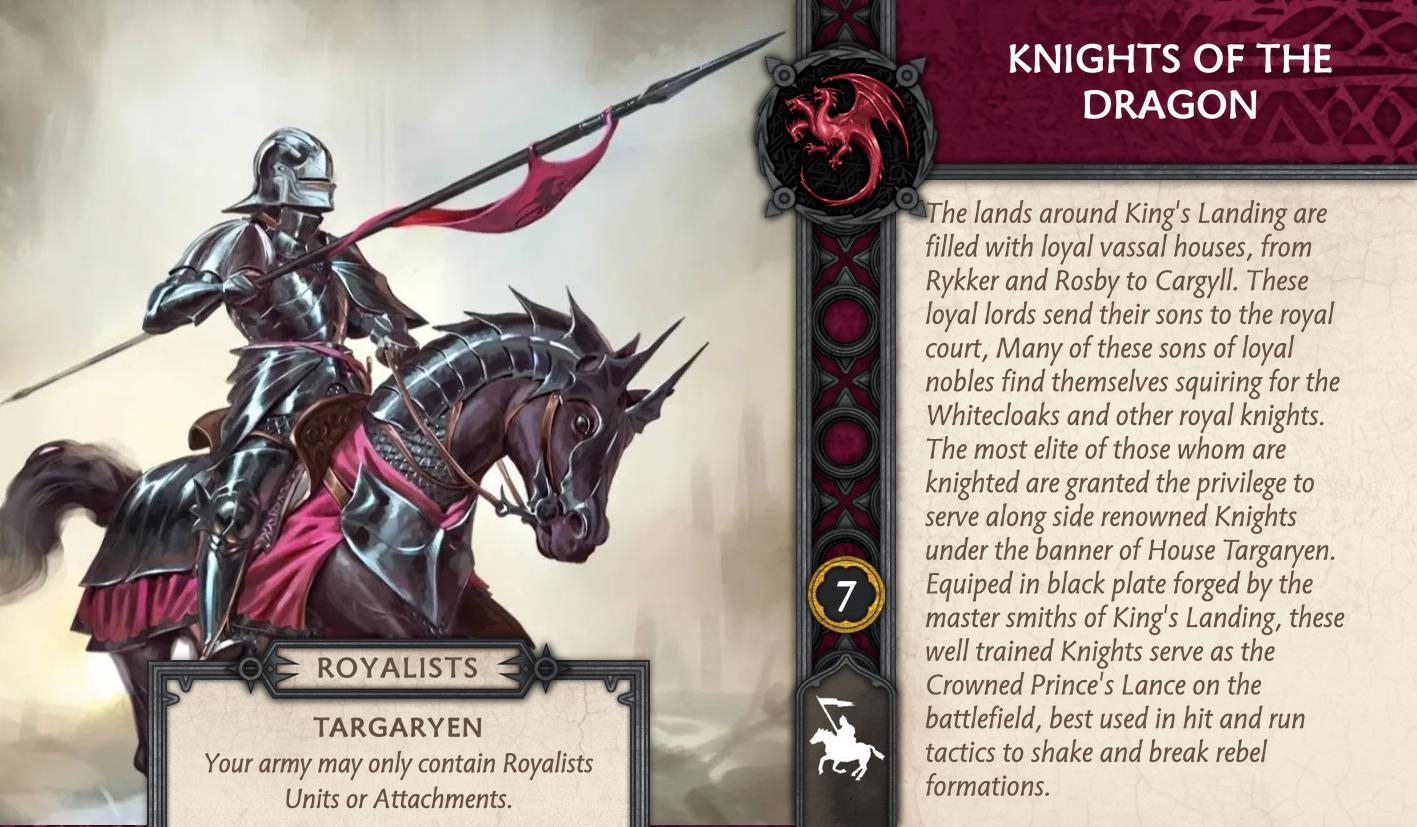 KNIGHTS OF THE
DRAGON
The lands around King's Landing are
filled with loyal vassal houses, from
Rykker and Rosby to Cargyll. These
loyal lords send their sons to the royal
court, Many of these sons of loyal
nobles find themselves squiring for the
Whitecloaks and other royal knights.
The most elite of those whom are
knighted are granted the privilege to
serve along side renowned Knights
under the banner of House Targaryen.
Equiped in black plate forged by the
master smiths of King's Landing, these
well trained Knights serve as the
Crowned Prince's Lance on the
battlefield, best used in hit and run
tactics to shake and break rebel
formations.
7
ROYALISTS
TARGARYEN
Your army may only contain Royalists
Units or Attachments.